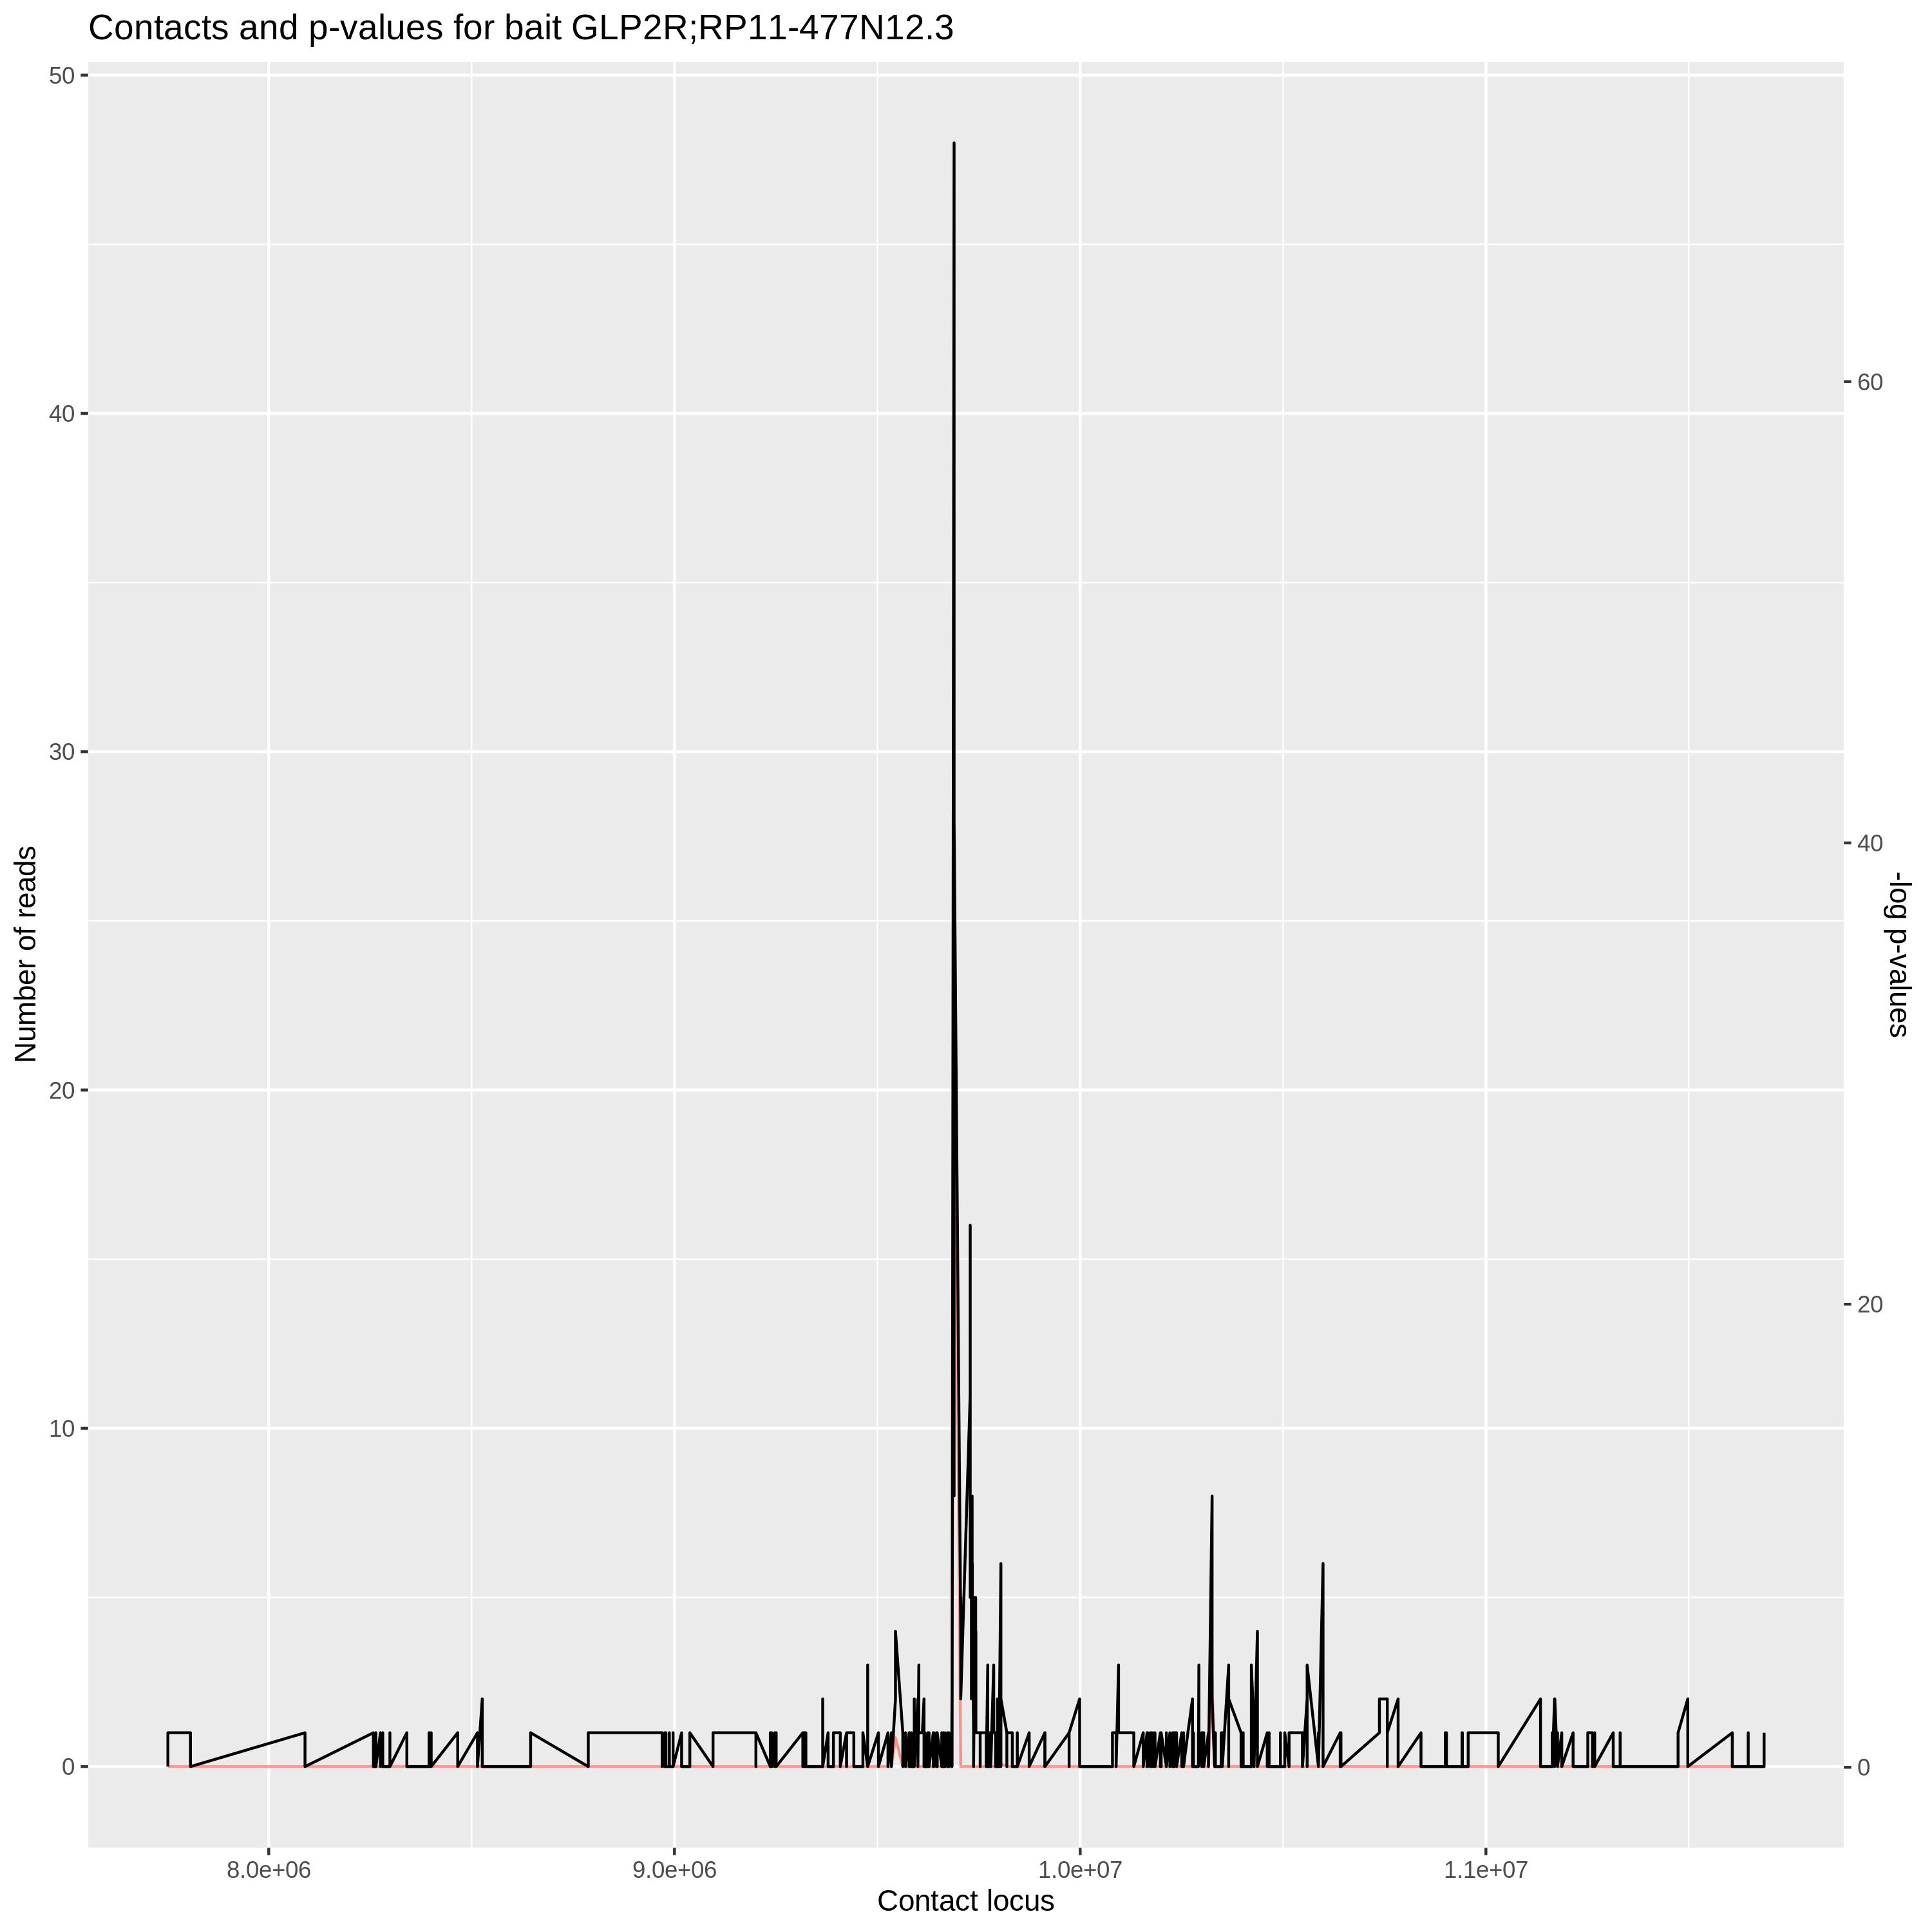 Contacts and p-values for bait GLP2R;RP11-477N12.3
50
40
30
20
10
0
Number of reads
60
40
20
0
-log p-values
8.0e+06
9.0e+06
1.0e+07
1.1e+07
Contact locus